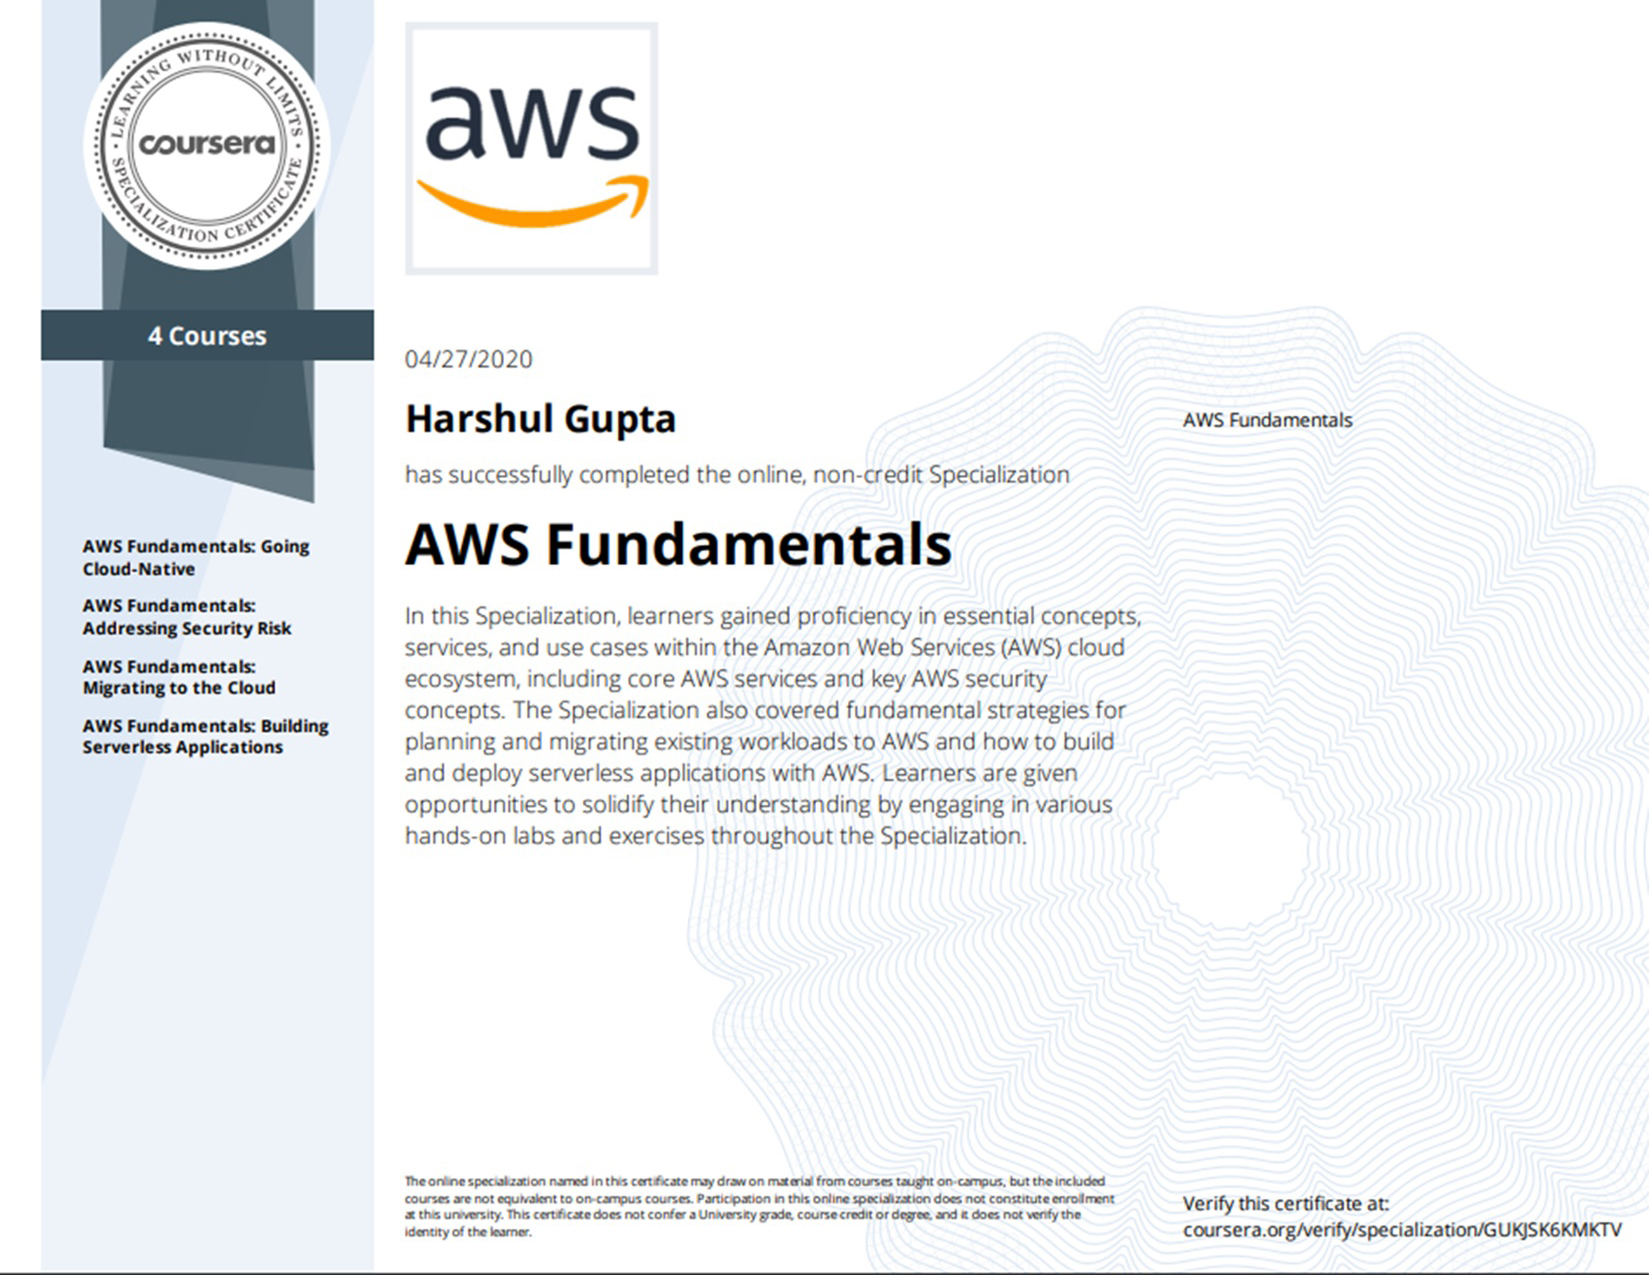 LEARNING WITHOUT LIMITS
coursera
SPECIALIZATION CERTIFICATE
4 Courses
AWS Fundamentals: Going
Cloud-Native
AWS Fundamentals:
Addressing Security Risk
AWS Fundamentals:
Migrating to the Cloud
AWS Fundamentals: Building
Serverless Applications
aws
04/27/2020
Harshul Gupta
has successfully completed the online, non-credit Specialization
AWS Fundamentals
In this Specialization, learners gained proficiency in essential concepts,
services, and use cases within the Amazon Web Services (AWS) cloud
ecosystem, including core AWS services and key AWS security
concepts. The Specialization also covered fundamental strategies for
planning and migrating existing workloads to AWS and how to build
and deploy serverless applications with AWS. Learners are given
opportunities to solidify their understanding by engaging in various
hands-on labs and exercises throughout the Specialization.
AWS Fundamentals
The online specialization named in this certificate may draw on material from courses taught on-campus, but the included
courses are not equivalent to on-campus courses. Participation in this online specialization does not constitute enrollment
at this university. This certificate does not confer a University grade, course credit or degree, and it does not verify the
identity of the learner.
Verify this certificate at:
coursera.org/verify/specialization/GUKJSK6KMKTV